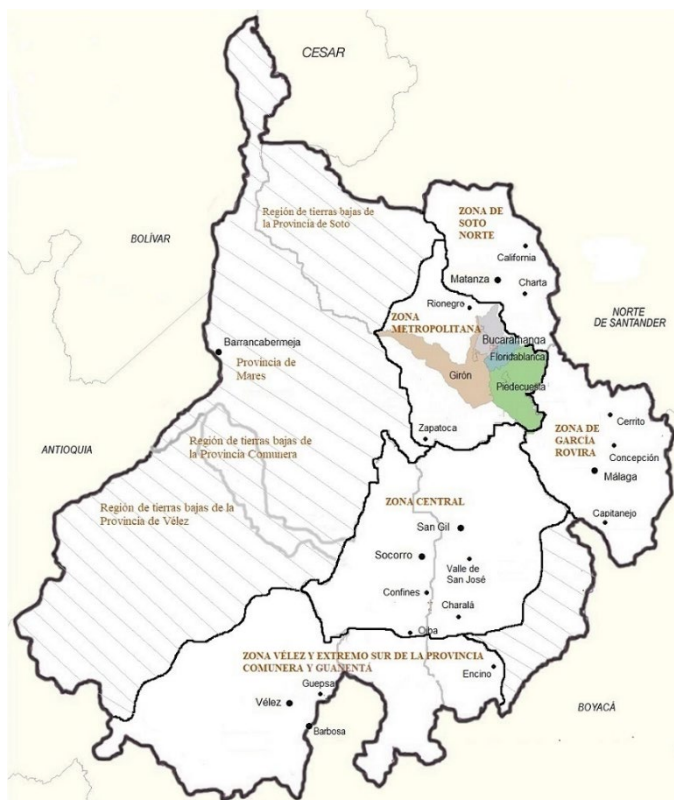 CESAR
Región de tierras bajas de
la Provincia de Soto
ZONA DE
SOTO
NORTE
BOLÍVAR
California
Matanza
Charta
Rionegro
NORTE
DE SANTANDER
ZONA
METROPOLITANA
Bucaramanga
Barrancabermeja
Floridablanca
Provincia de
Mares
Girón
Piedecuesta
Cerrito
Zapatoca
ZONA DE
GARCÍA
ROVIRA
ANTIOQUIA
Región de tierras bajas de
la Provincia Comunera
Concepción
Málaga
ZONA CENTRAL
Región de tierras bajas de la
Provincia de Vélez
Capitanejo
San Gil
Socorro
Valle de
San José
Confines
Charalá
Oiba
ZONA VÉLEZ Y EXTREMO SUR DE LA PROVINCIA
COMUNERA Y GUANENTÁ
Encino
Guepsa
Vélez
BOYACÁ
Barbosa